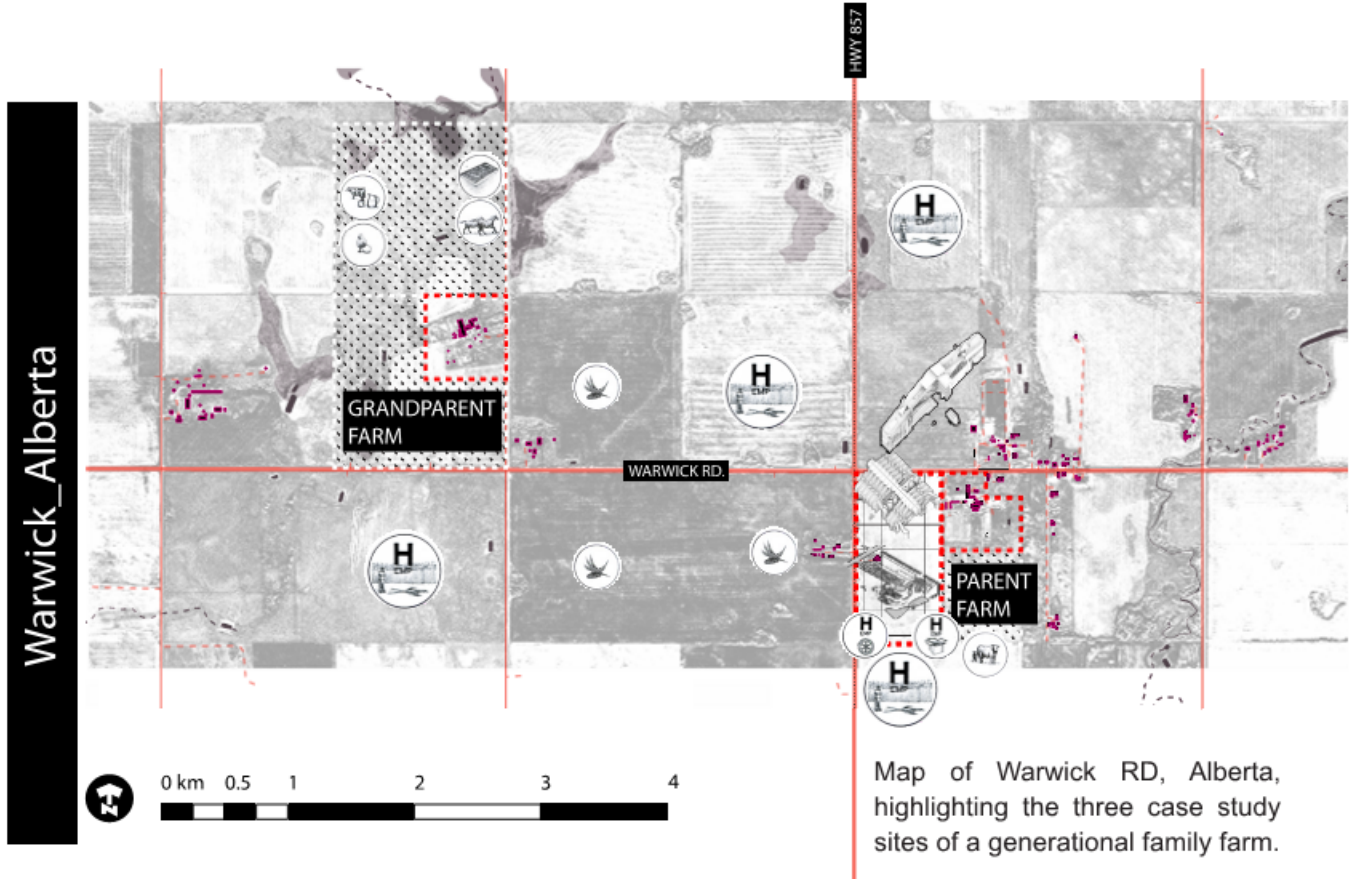 HWY 857
Warwick_Alberta
H
H
GRANDPARENT
FARM
WARWICK RD.
H
PARENT
FARM
H
H
H
0 km 0.5 1 2 3 4
N
Map of Warwick RD, Alberta,
highlighting the three case study
sites of a generational family farm.